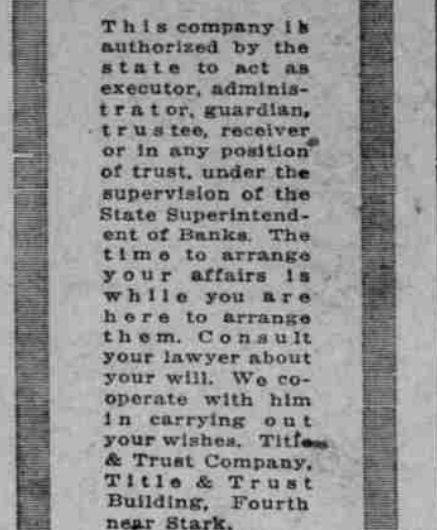 This company is
authorized by the
state to act as
executor, adminis-
trator, guardian,
trustee, receiver
or in any position
of trust, under the
supervision of the
State Superintend-
ent of Banks. The
time to arrange
your affairs is
while you are
here to arrange
them. Consult
your lawyer about
your will. We co-
operate with him
in carrying out
your wishes. Title
& Trust Company,
Title & Trust
Building, Fourth
near Stark.